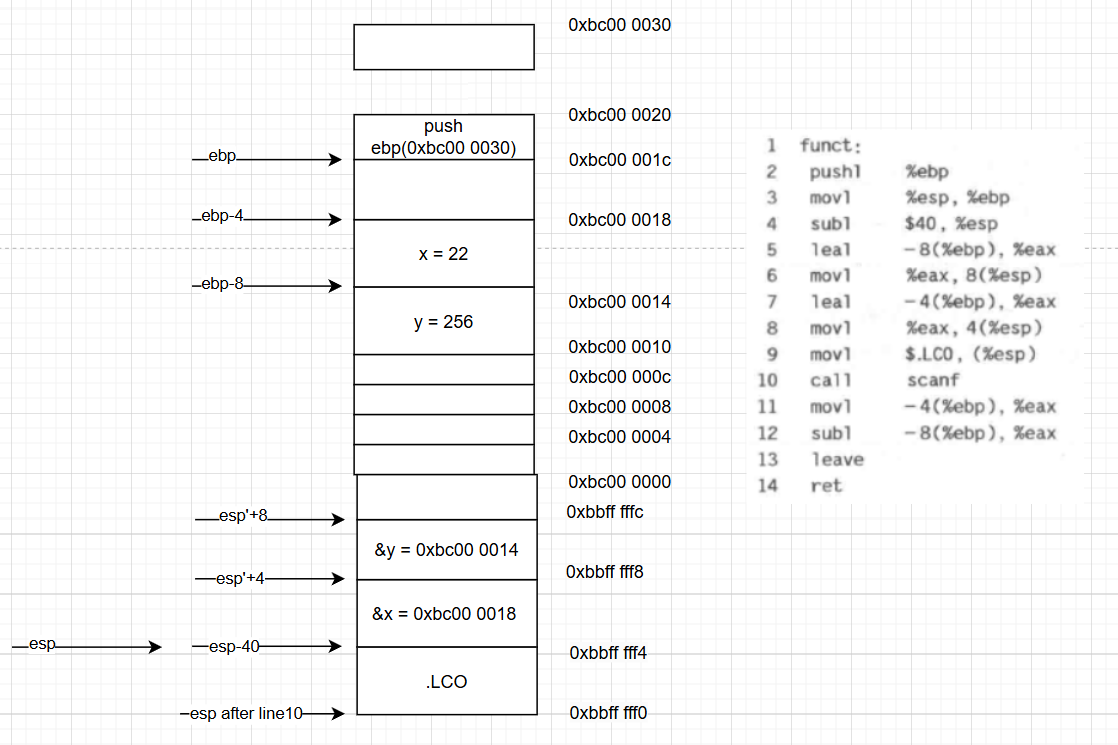 0xbc00 0030
push
ebp(0xbc00 0030)
0xbc00 0020
ebp
0xbc00 001c
ebp-4
0xbc00 0018
x = 22
ebp-8
0xbc00 0014
y = 256
0xbc00 0010
0xbc00 000c
0xbc00 0008
0xbc00 0004
0xbc00 0000
esp'+8
0xbbff fffc
&y = 0xbc00 0014
esp'+4
0xbbff fff8
&x = 0xbc00 0018
esp
esp-40
0xbbff fff4
.LCO
esp after line10
0xbbff fff0
1 funct:
2 pushl %ebp
3 movl %esp, %ebp
4 subl $40, %esp
5 leal -8(%ebp), %eax
6 movl %eax, 8(%esp)
7 leal -4(%ebp), %eax
8 movl %eax, 4(%esp)
9 movl $.LC0, (%esp)
10 call scanf
11 movl -4(%ebp), %eax
12 subl -8(%ebp), %eax
13 leave
14 ret